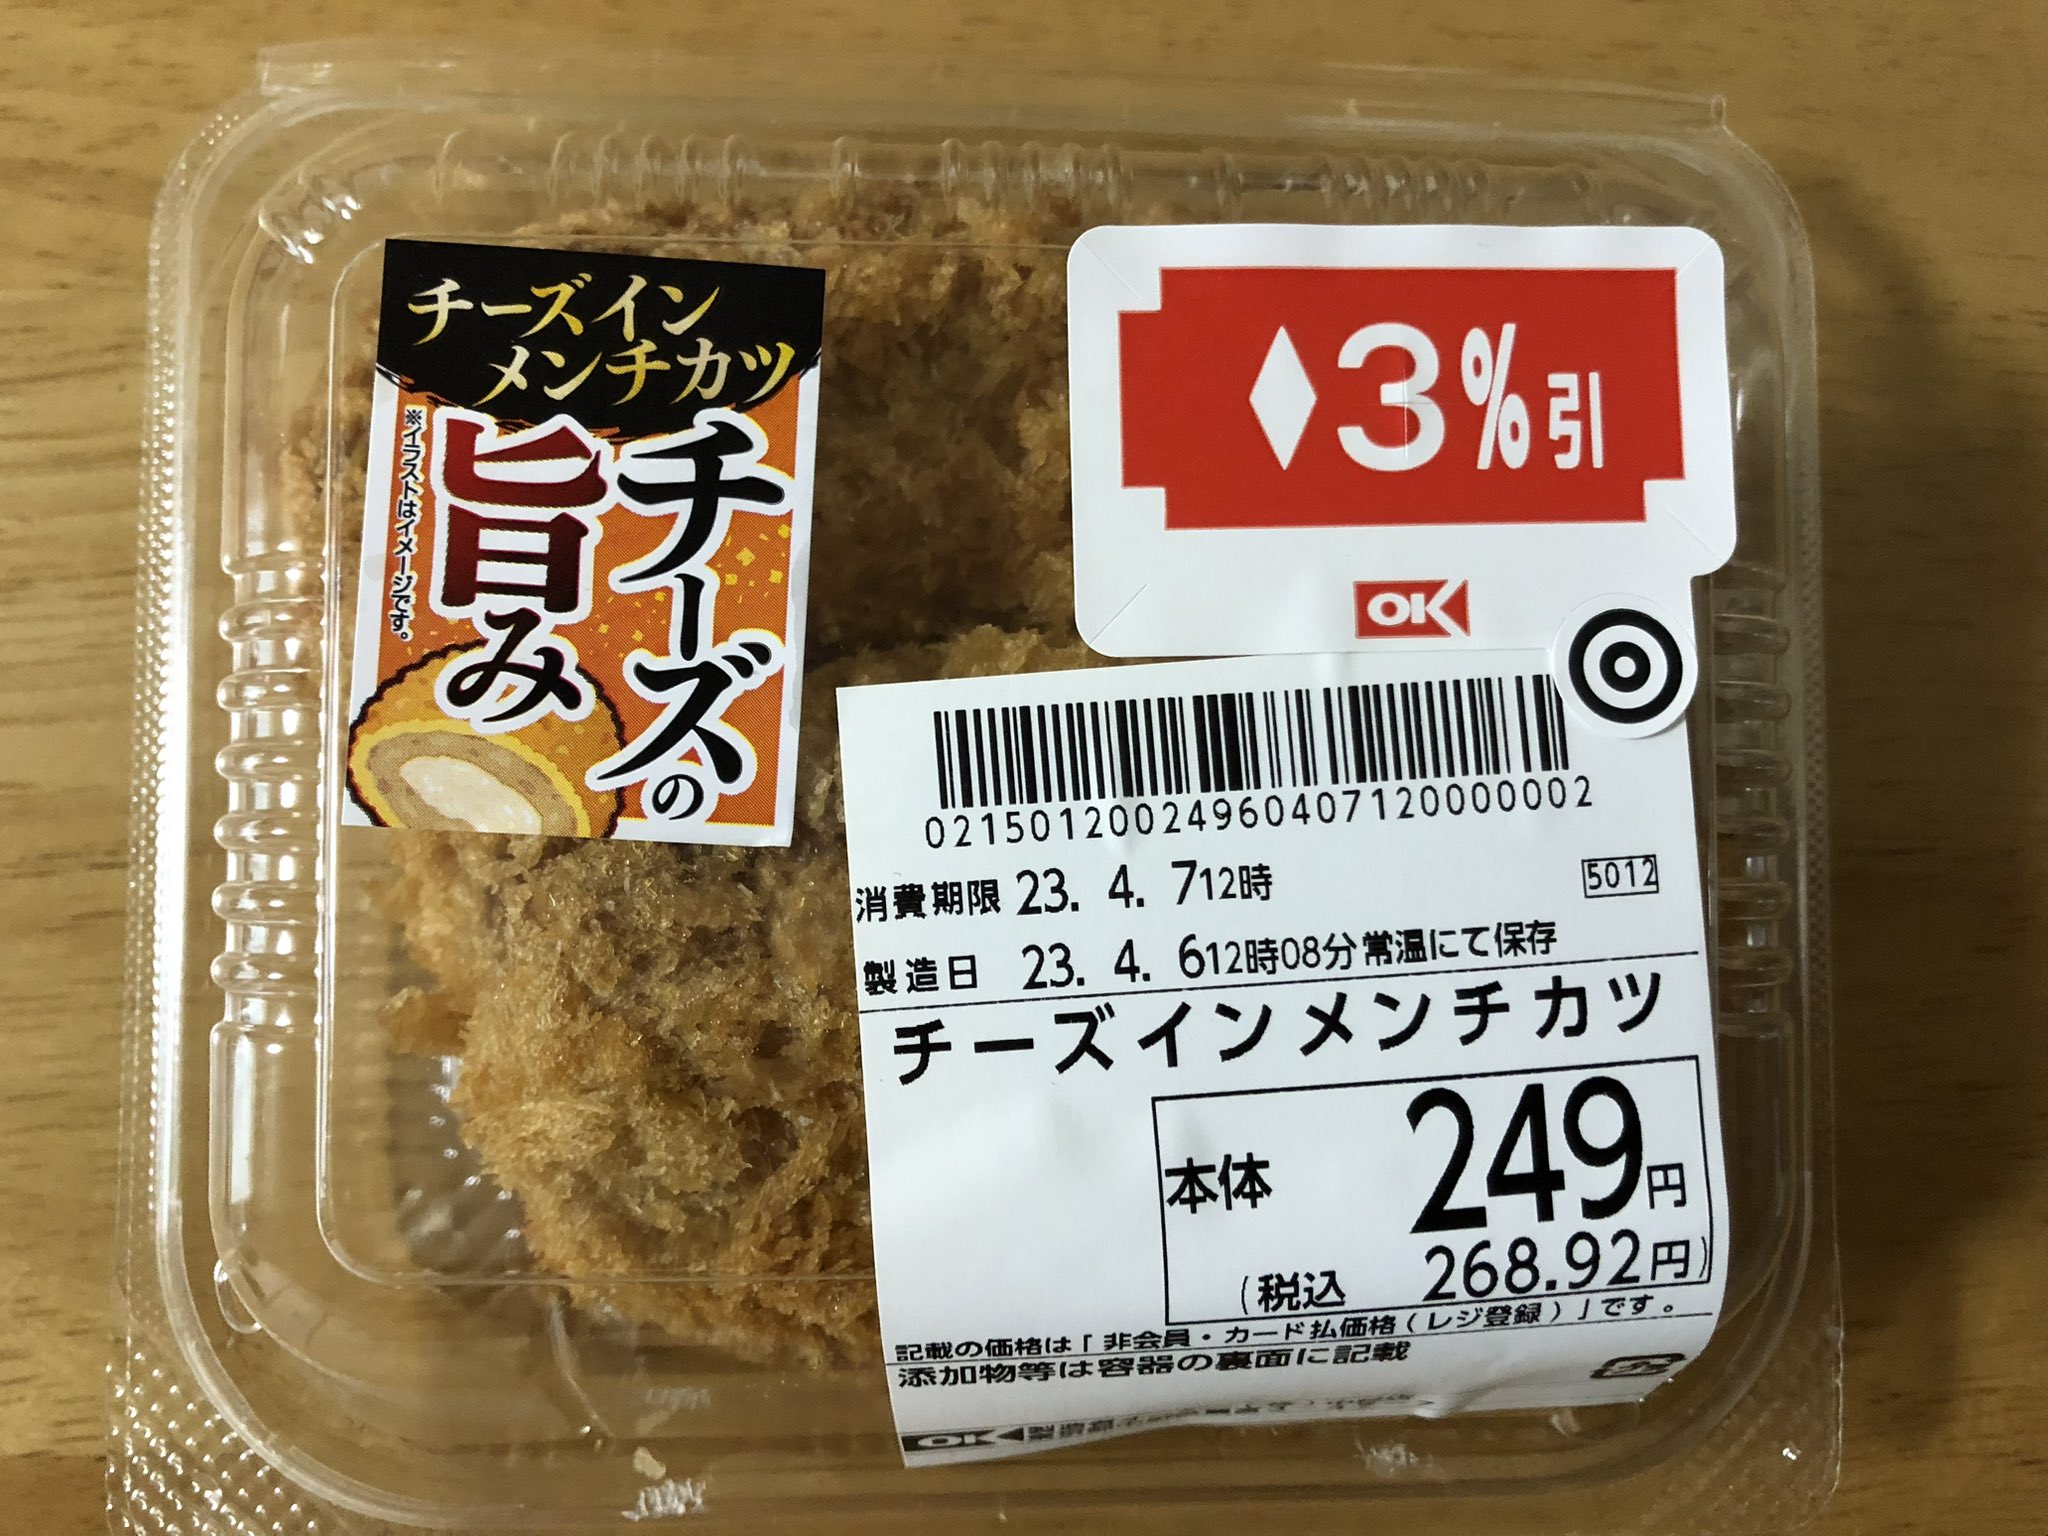 チーズイン
メンチカツ
チーズの
旨み
※イラストはイメージです。
♦3%引
OK
02150120024960407120000002
消費期限 23. 4. 712時
5012
製造日 23. 4. 612時08分常温にて保存
チーズインメンチカツ
本体 249円
(税込 268.92円)
記載の価格は「非会員・カード払価格(レジ登録)」です。
添加物等は容器の裏面に記載
OK